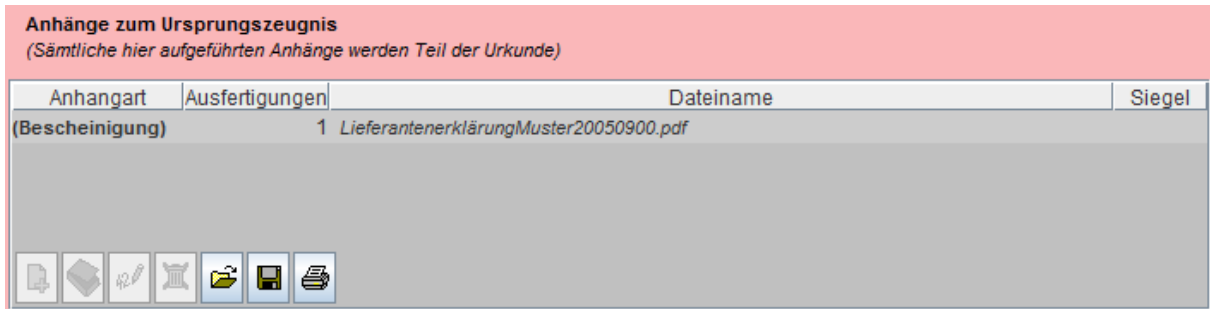 Anhänge zum Ursprungszeugnis
(Sämtliche hier aufgeführten Anhänge werden Teil der Urkunde)
Anhangart Ausfertigungen Dateiname Siegel
(Bescheinigung) 1 LieferantenerklärungMuster20050900.pdf
42